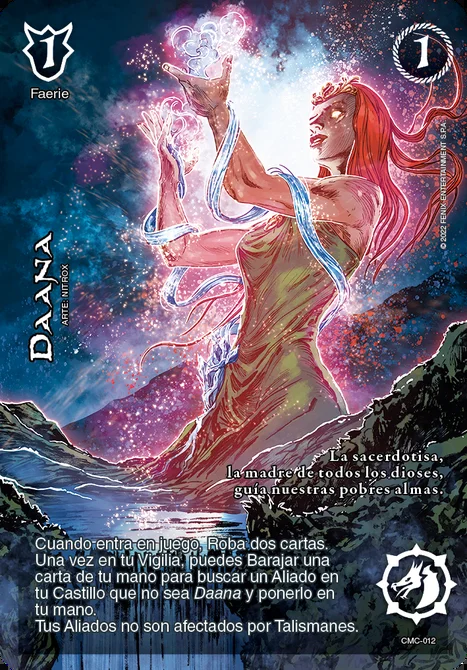 1
1
Faerie
© 2022 FENIX ENTERTAINMENT S.P.A.
DAANA
ARTE: NITROX
La sacerdotisa,
la madre de todos los dioses,
guía nuestras pobres almas.
Cuando entra en juego, Roba dos cartas.
Una vez en tu Vigilia, puedes Barajar una
carta de tu mano para buscar un Aliado en
tu Castillo que no sea Daana y ponerlo en
tu mano.
Tus Aliados no son afectados por Talismanes.
CMC-012